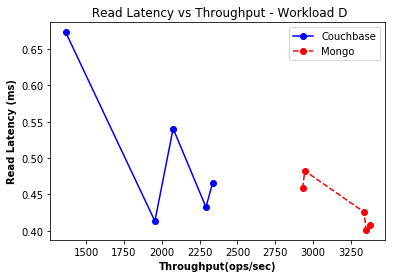 Read Latency vs Throughput - Workload D
Couchbase
Mongo
Read Latency (ms)
0.65
0.60
0.55
0.50
0.45
0.40
1500 1750 2000 2250 2500 2750 3000 3250
Throughput(ops/sec)